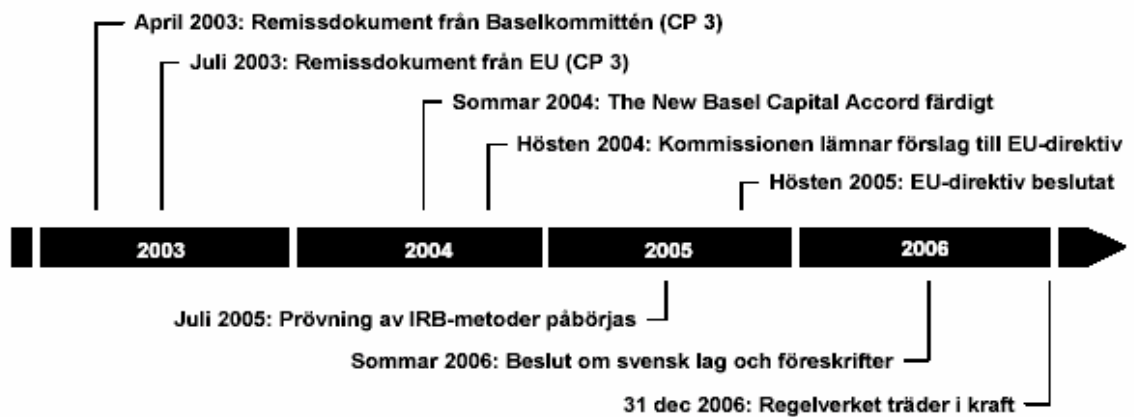 April 2003: Remissdokument från Baselkommittén (CP 3)
Juli 2003: Remissdokument från EU (CP 3)
Sommar 2004: The New Basel Capital Accord färdigt
Hösten 2004: Kommissionen lämnar förslag till EU-direktiv
Hösten 2005: EU-direktiv beslutat
2003 2004 2005 2006
Juli 2005: Prövning av IRB-metoder påbörjas
Sommar 2006: Beslut om svensk lag och föreskrifter
31 dec 2006: Regelverket träder i kraft